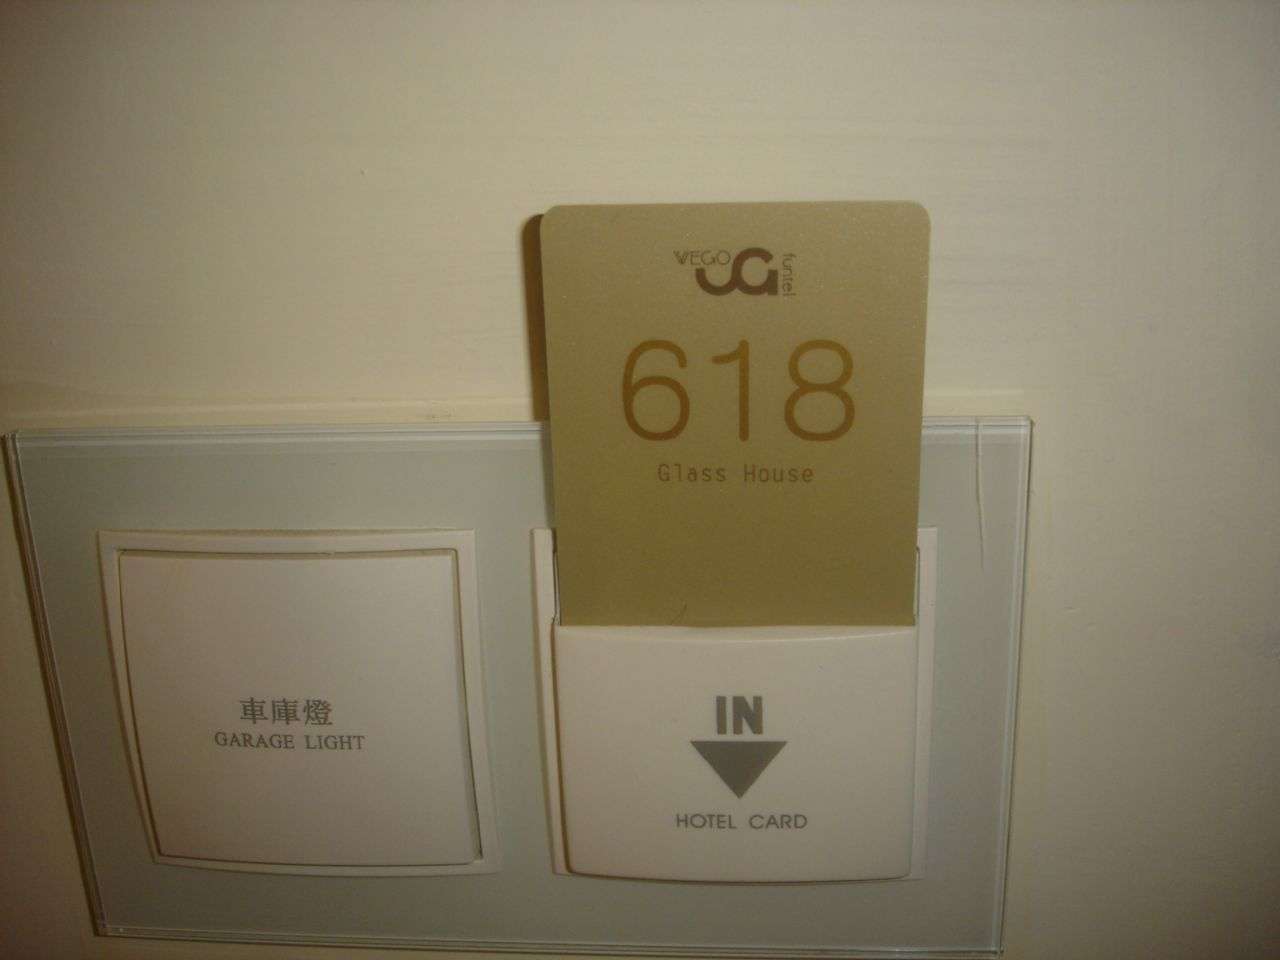 WEGO
funtel
618
Glass House
車庫燈
GARAGE LIGHT
IN
HOTEL CARD